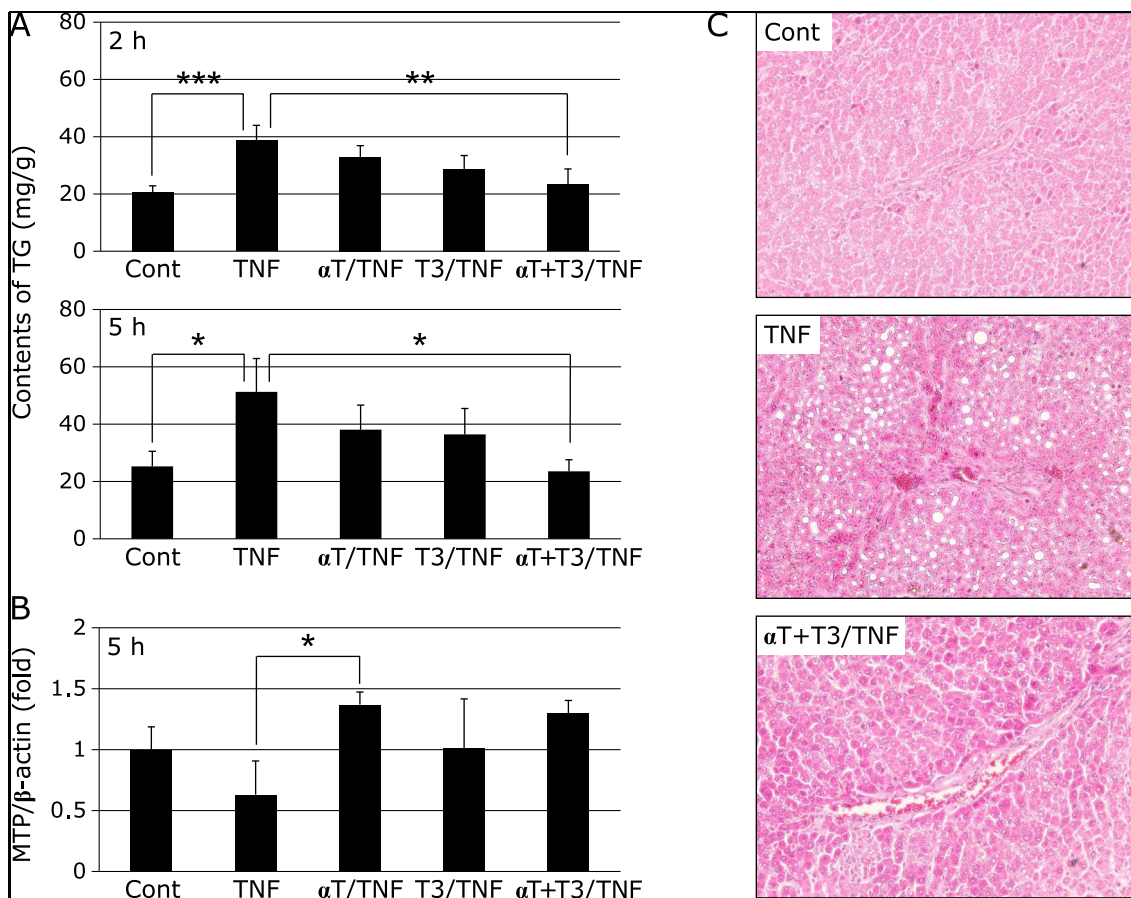 A
Contents of TG (mg/g)
2 h
80
60
40
20
0
***
**
Cont TNF αT/TNF T3/TNF αT+T3/TNF
5 h
80
60
40
20
0
*
*
Cont TNF αT/TNF T3/TNF αT+T3/TNF
B
MTP/β-actin (fold)
5 h
2
1.5
1
0.5
0
*
Cont TNF αT/TNF T3/TNF αT+T3/TNF
C
Cont
TNF
αT+T3/TNF